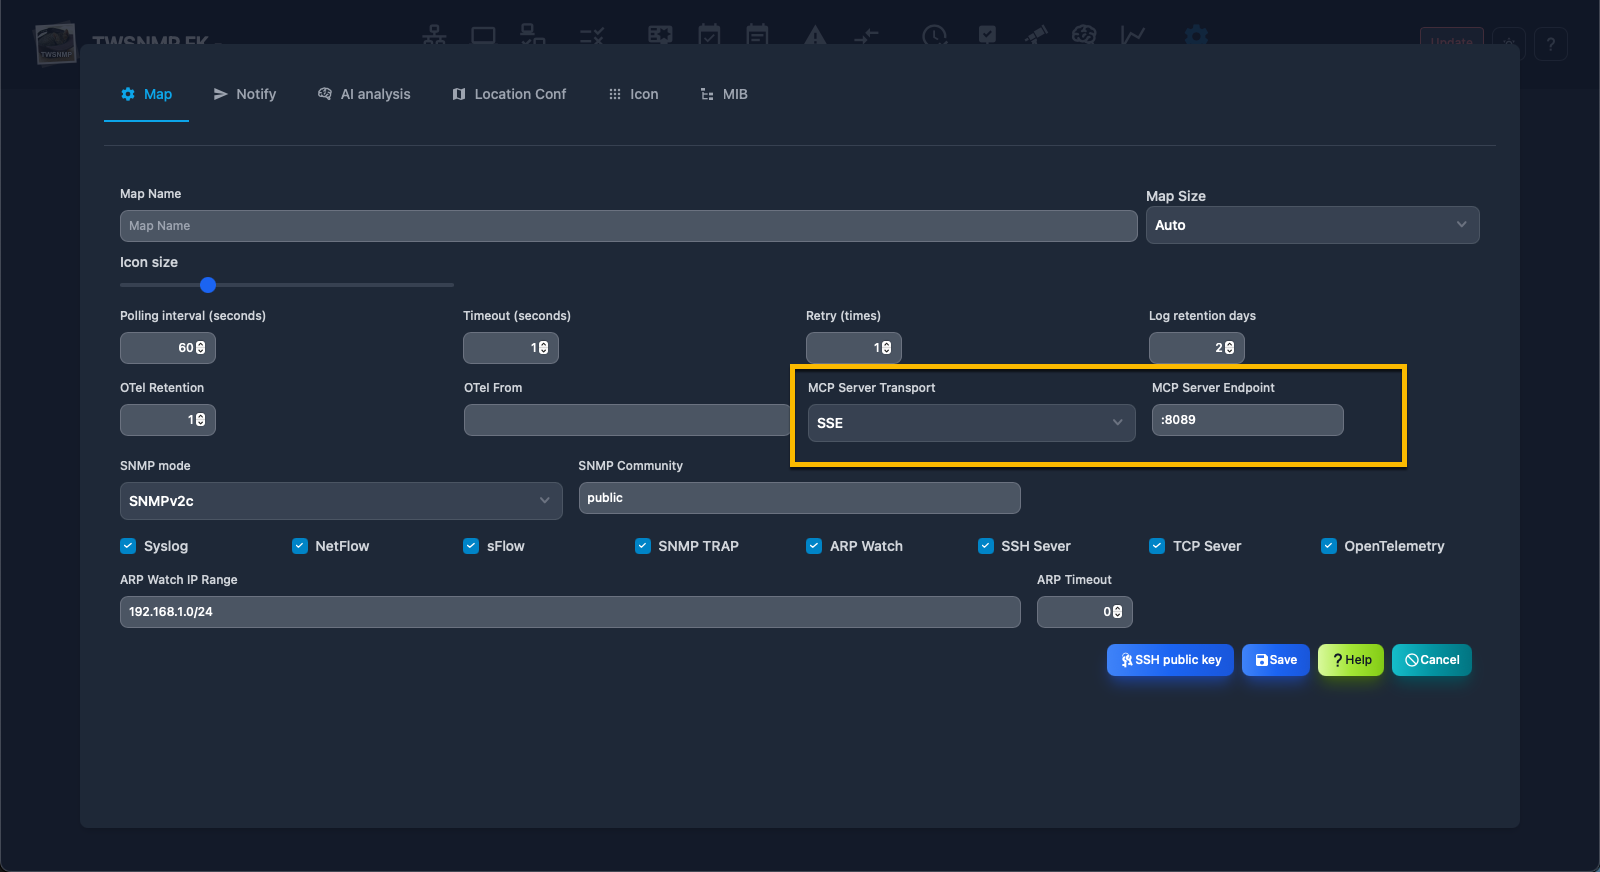 TWSNMP FK
Update
?
Map
Notify
AI analysis
Location Conf
Icon
MIB
Map Name
Map Size
Map Name
Auto
Icon size
Polling interval (seconds)
Timeout (seconds)
Retry (times)
Log retention days
60
1
1
2
OTel Retention
OTel From
MCP Server Transport
MCP Server Endpoint
1
SSE
:8089
SNMP mode
SNMP Community
SNMPv2c
public
Syslog
NetFlow
sFlow
SNMP TRAP
ARP Watch
SSH Sever
TCP Sever
OpenTelemetry
ARP Watch IP Range
ARP Timeout
192.168.1.0/24
0
SSH public key
Save
? Help
Cancel